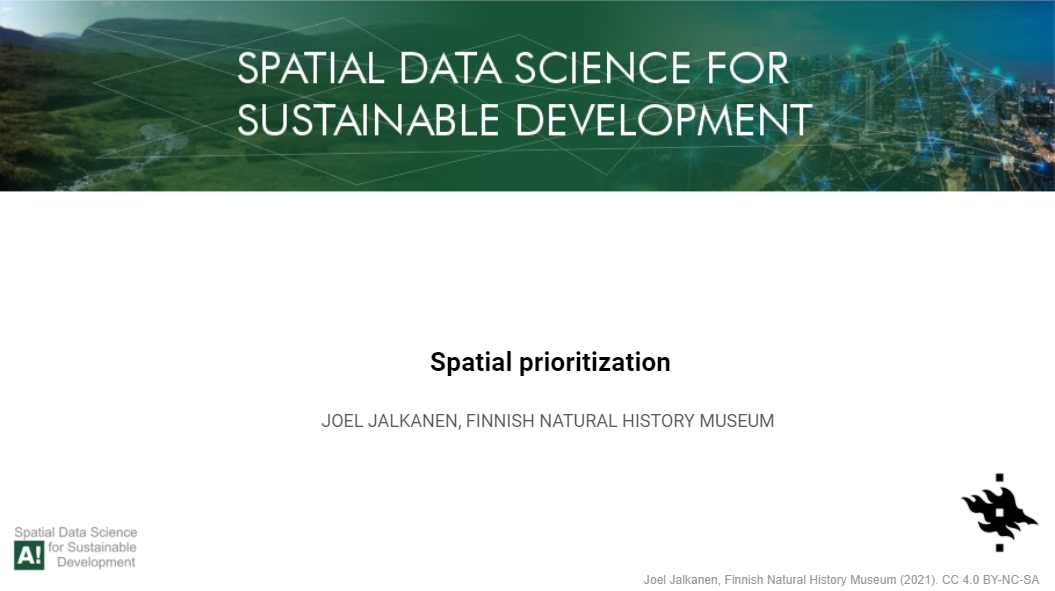 SPATIAL DATA SCIENCE FOR
SUSTAINABLE DEVELOPMENT
Spatial prioritization
JOEL JALKANEN, FINNISH NATURAL HISTORY MUSEUM
Spatial Data Science
A! for Sustainable
Development
Joel Jalkanen, Finnish Natural History Museum (2021). CC 4.0 BY-NC-SA